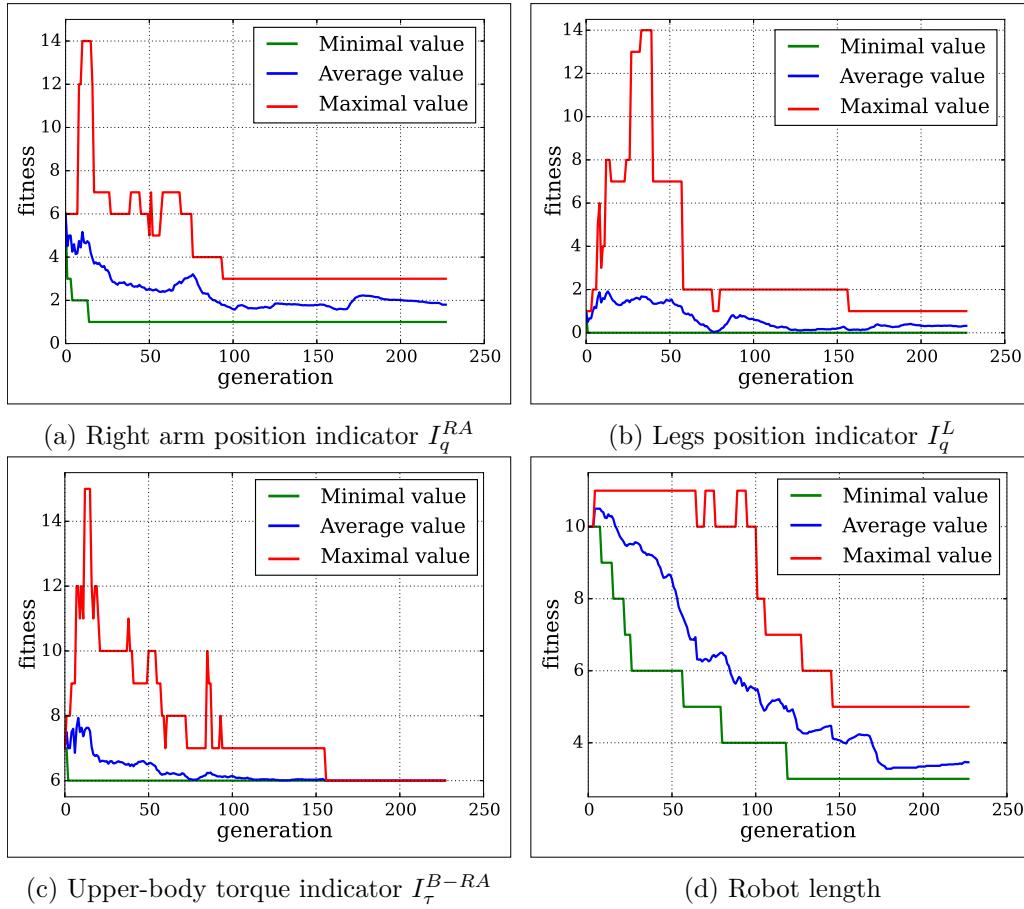 14
12
10
8
6
4
2
0
fitness
Minimal value
Average value
Maximal value
0 50 100 150 200 250
generation
(a) Right arm position indicator I_q^{RA}
14
12
10
8
6
4
2
0
fitness
Minimal value
Average value
Maximal value
0 50 100 150 200 250
generation
(b) Legs position indicator I_q^L
14
12
10
8
6
fitness
Minimal value
Average value
Maximal value
0 50 100 150 200 250
generation
(c) Upper-body torque indicator I_τ^{B−RA}
10
8
6
4
fitness
Minimal value
Average value
Maximal value
0 50 100 150 200 250
generation
(d) Robot length